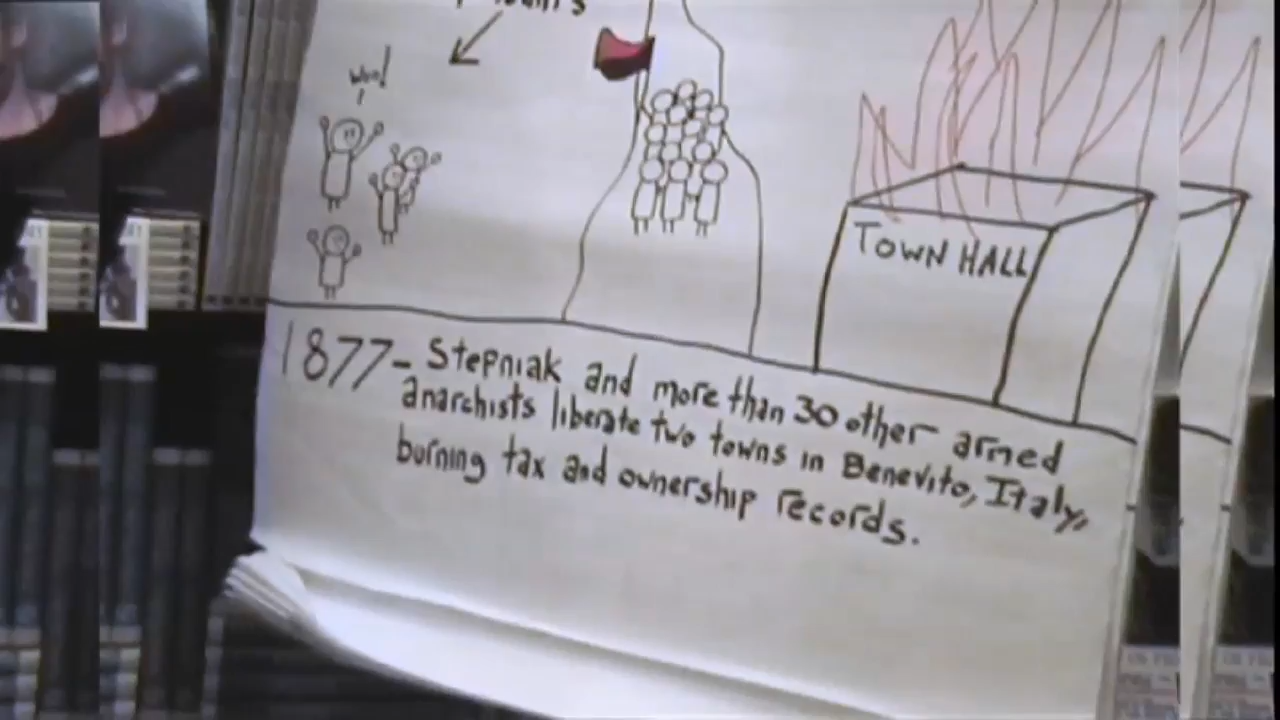 Woo!
TOWN HALL
1877- Stepniak and more than 30 other armed
anarchists liberate two towns in Benevito, Italy,
burning tax and ownership records.